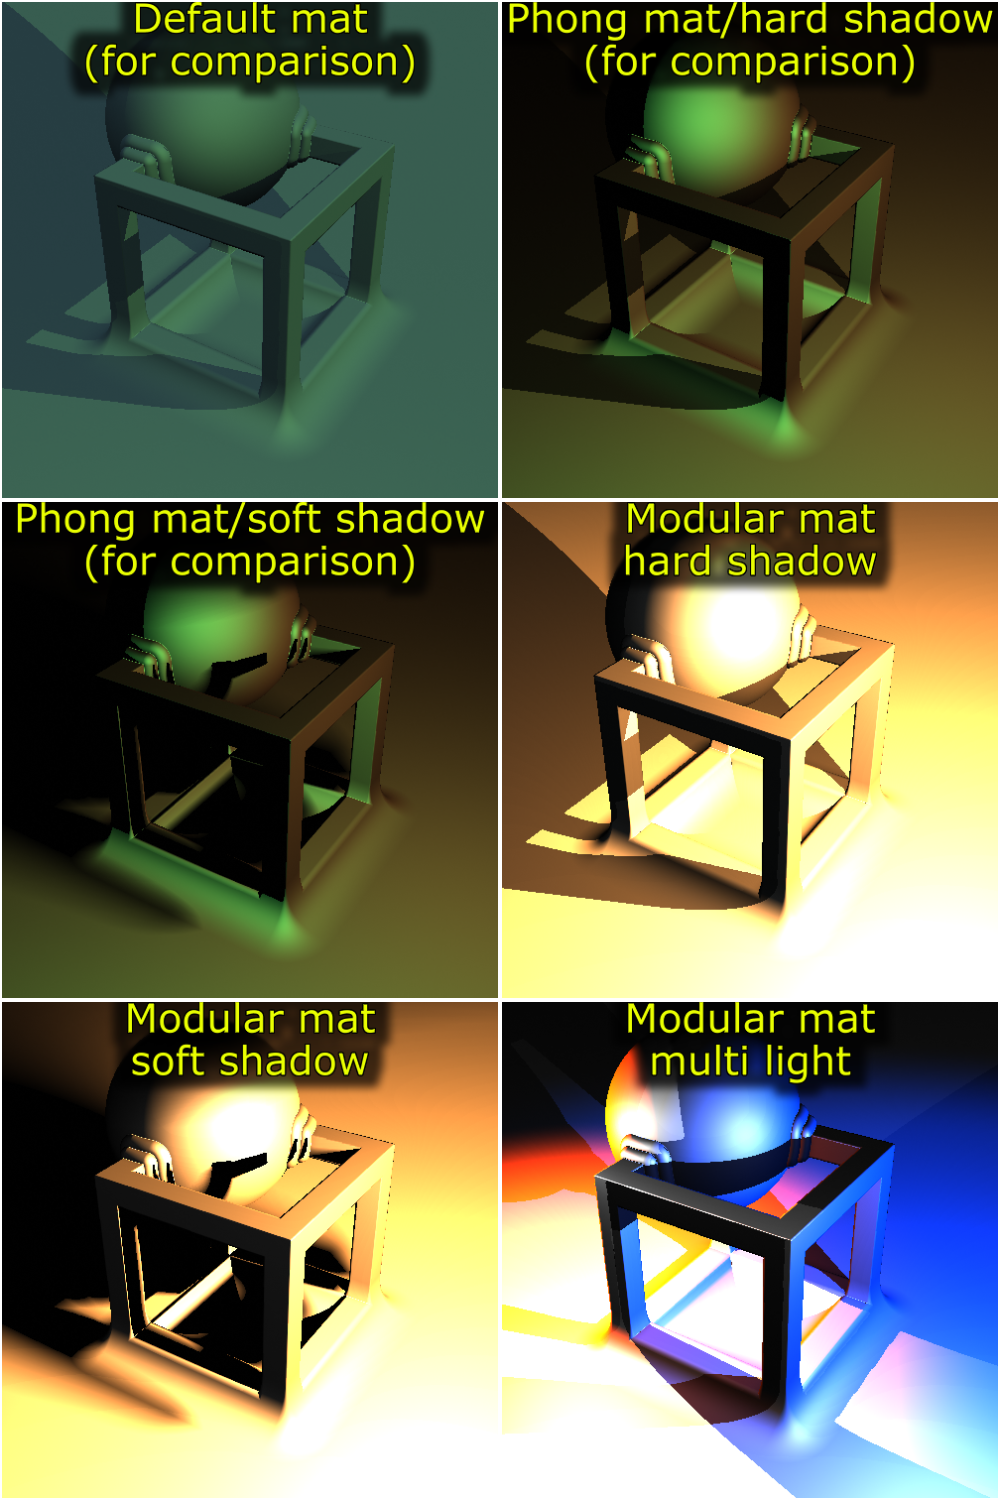 Default mat
(for comparison)
Phong mat/hard shadow
(for comparison)
Phong mat/soft shadow
(for comparison)
Modular mat
hard shadow
Modular mat
soft shadow
Modular mat
multi light